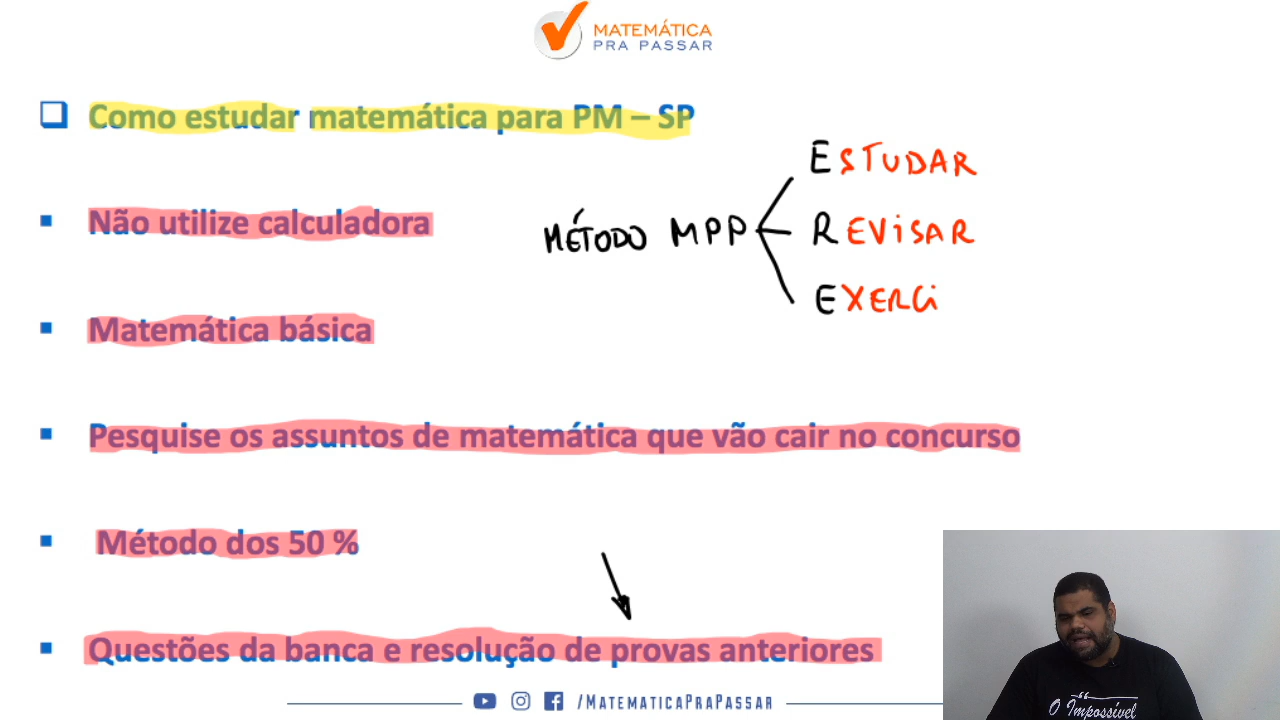 MATEMÁTICA
PRA PASSAR
Como estudar matemática para PM – SP
Não utilize calculadora
MÉTODO MPP
ESTUDAR
REVISAR
EXERCI
Matemática básica
Pesquise os assuntos de matemática que vão cair no concurso
Método dos 50 %
Questões da banca e resolução de provas anteriores
/MATEMATICAPRAPASSAR
O Impossível